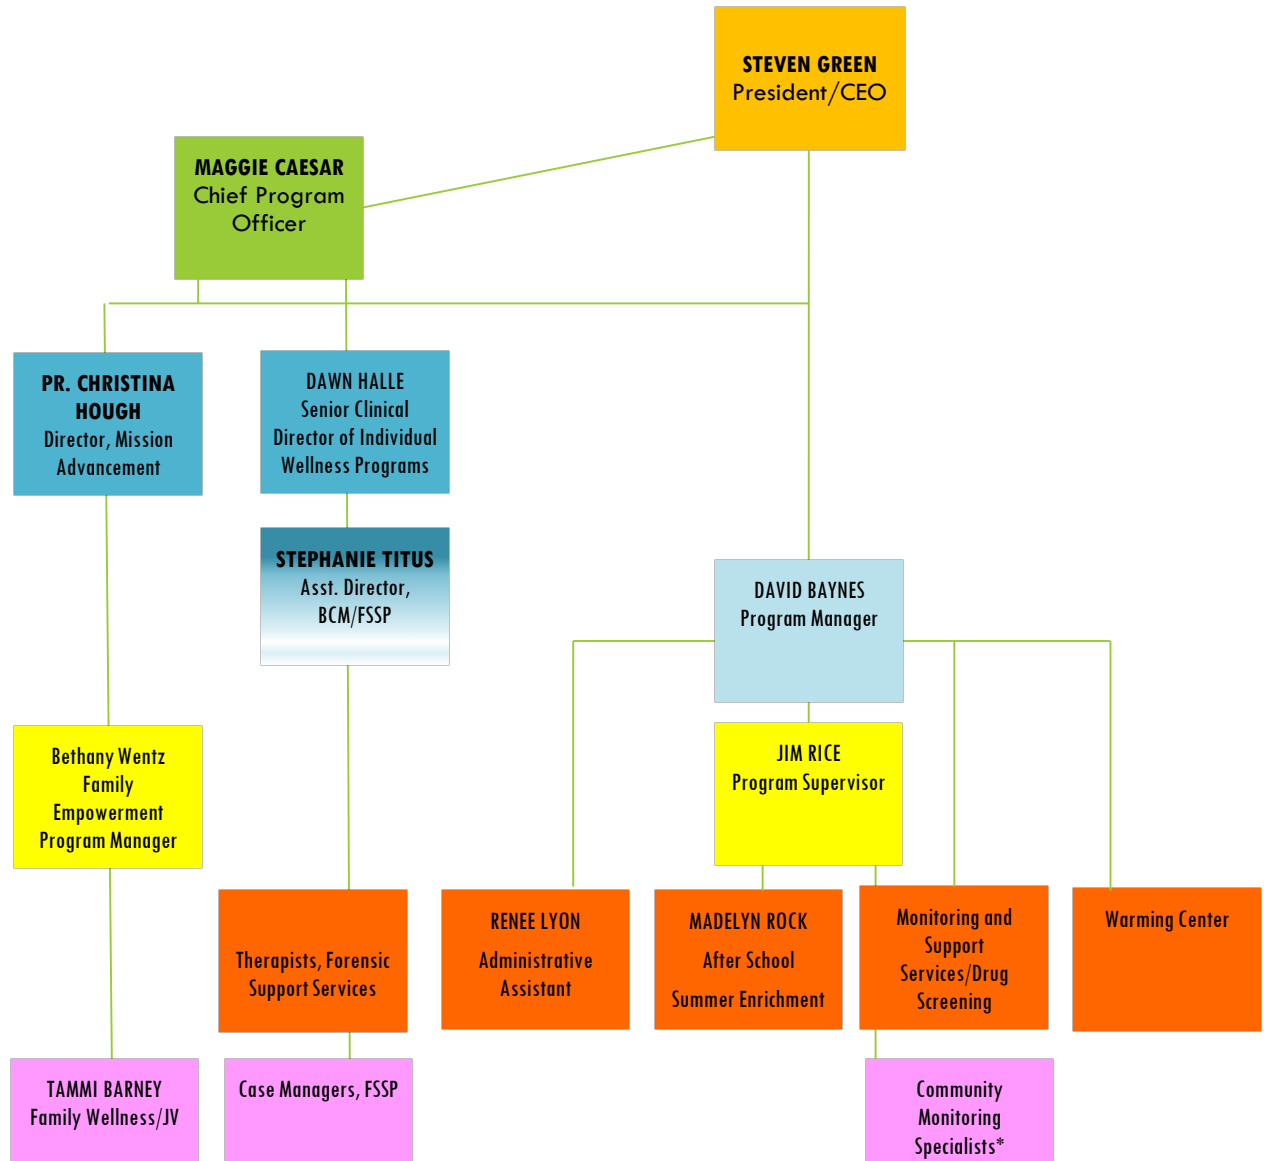 STEVEN GREEN
President/CEO
MAGGIE CAESAR
Chief Program
Officer
PR. CHRISTINA
HOUGH
Director, Mission
Advancement
DAWN HALLE
Senior Clinical
Director of Individual
Wellness Programs
STEPHANIE TITUS
Asst. Director,
BCM/FSSP
DAVID BAYNES
Program Manager
Bethany Wentz
Family
Empowerment
Program Manager
JIM RICE
Program Supervisor
Therapists, Forensic
Support Services
RENEE LYON
Administrative
Assistant
MADELYN ROCK
After School
Summer Enrichment
Monitoring and
Support
Services/Drug
Screening
Warming Center
TAMMI BARNEY
Family Wellness/JV
Case Managers, FSSP
Community
Monitoring
Specialists*